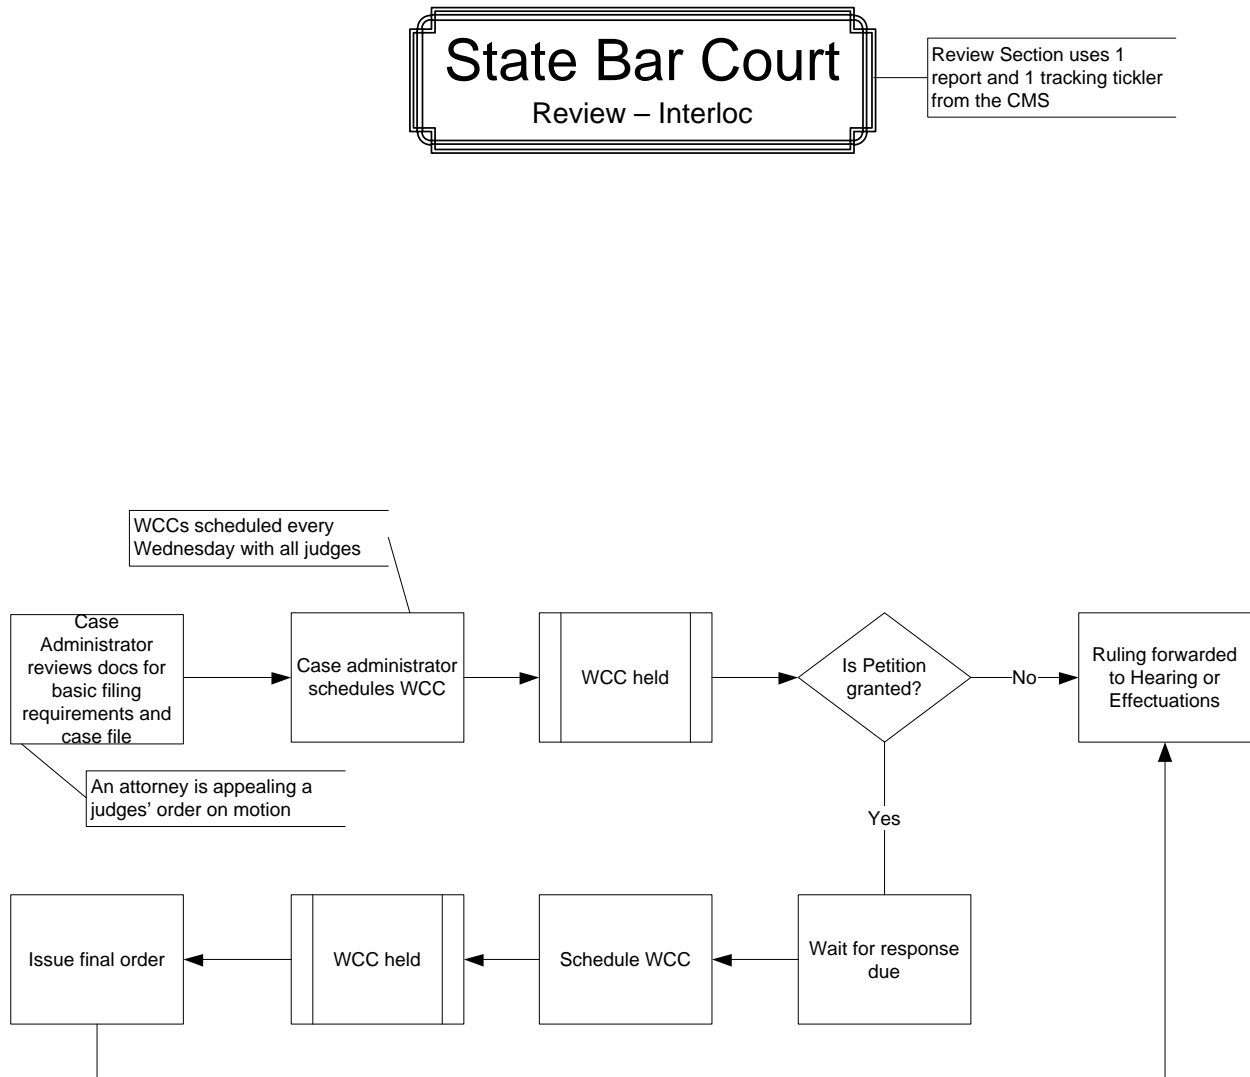 State Bar Court
Review – Interloc
Review Section uses 1
report and 1 tracking tickler
from the CMS
WCCs scheduled every
Wednesday with all judges
Case
Administrator
reviews docs for
basic filing
requirements and
case file
Case administrator
schedules WCC
WCC held
Is Petition
granted?
No
Ruling forwarded
to Hearing or
Effectuations
An attorney is appealing a
judges’ order on motion
Yes
Issue final order
WCC held
Schedule WCC
Wait for response
due